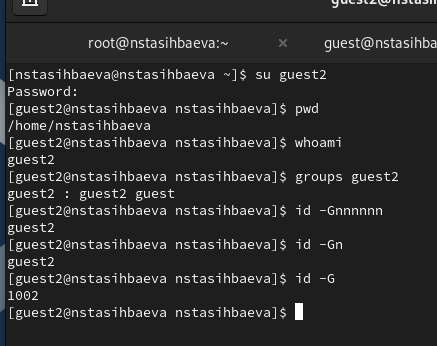 guest2@nstasih
root@nstasihbaeva:~ × guest@nstasihba
[nstasihbaeva@nstasihbaeva ~]$ su guest2
Password:
[guest2@nstasihbaeva nstasihbaeva]$ pwd
/home/nstasihbaeva
[guest2@nstasihbaeva nstasihbaeva]$ whoami
guest2
[guest2@nstasihbaeva nstasihbaeva]$ groups guest2
guest2 : guest2 guest
[guest2@nstasihbaeva nstasihbaeva]$ id -Gnnnnnn
guest2
[guest2@nstasihbaeva nstasihbaeva]$ id -Gn
guest2
[guest2@nstasihbaeva nstasihbaeva]$ id -G
1002
[guest2@nstasihbaeva nstasihbaeva]$